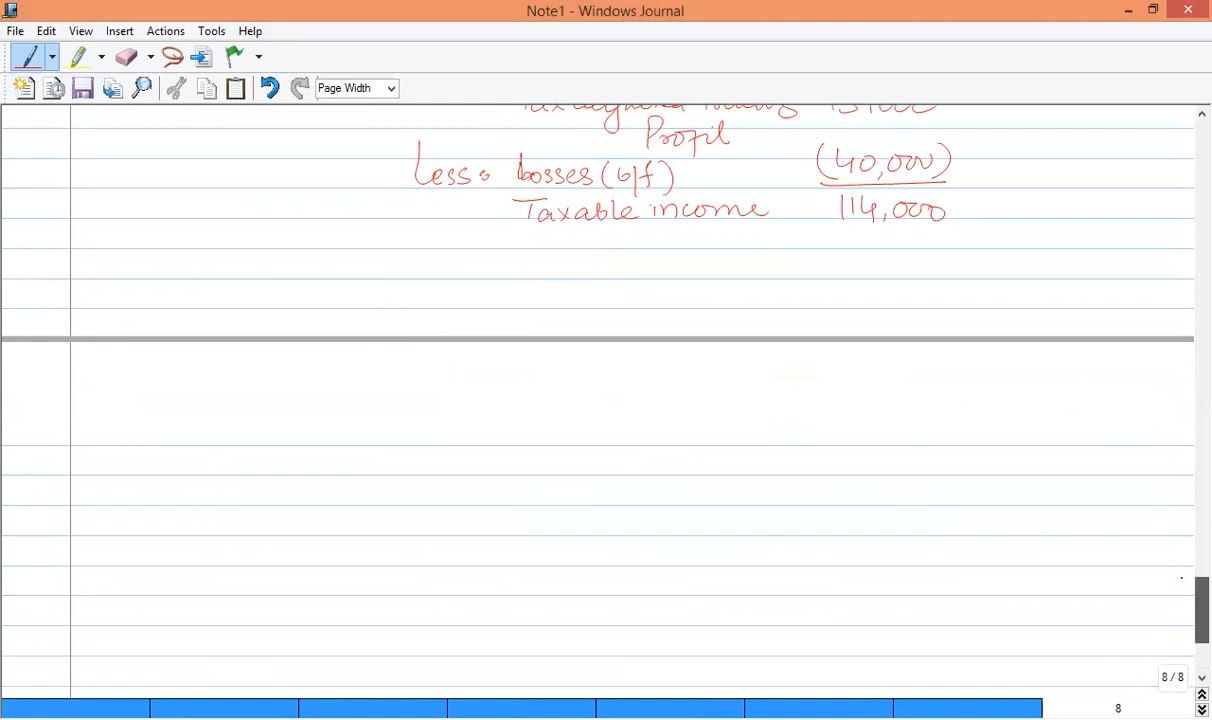 Note1 - Windows Journal
File Edit View Insert Actions Tools Help
Page Width
Profit
Less: Losses (b/f) (40,000)
Taxable income 114,000
8 / 8
8